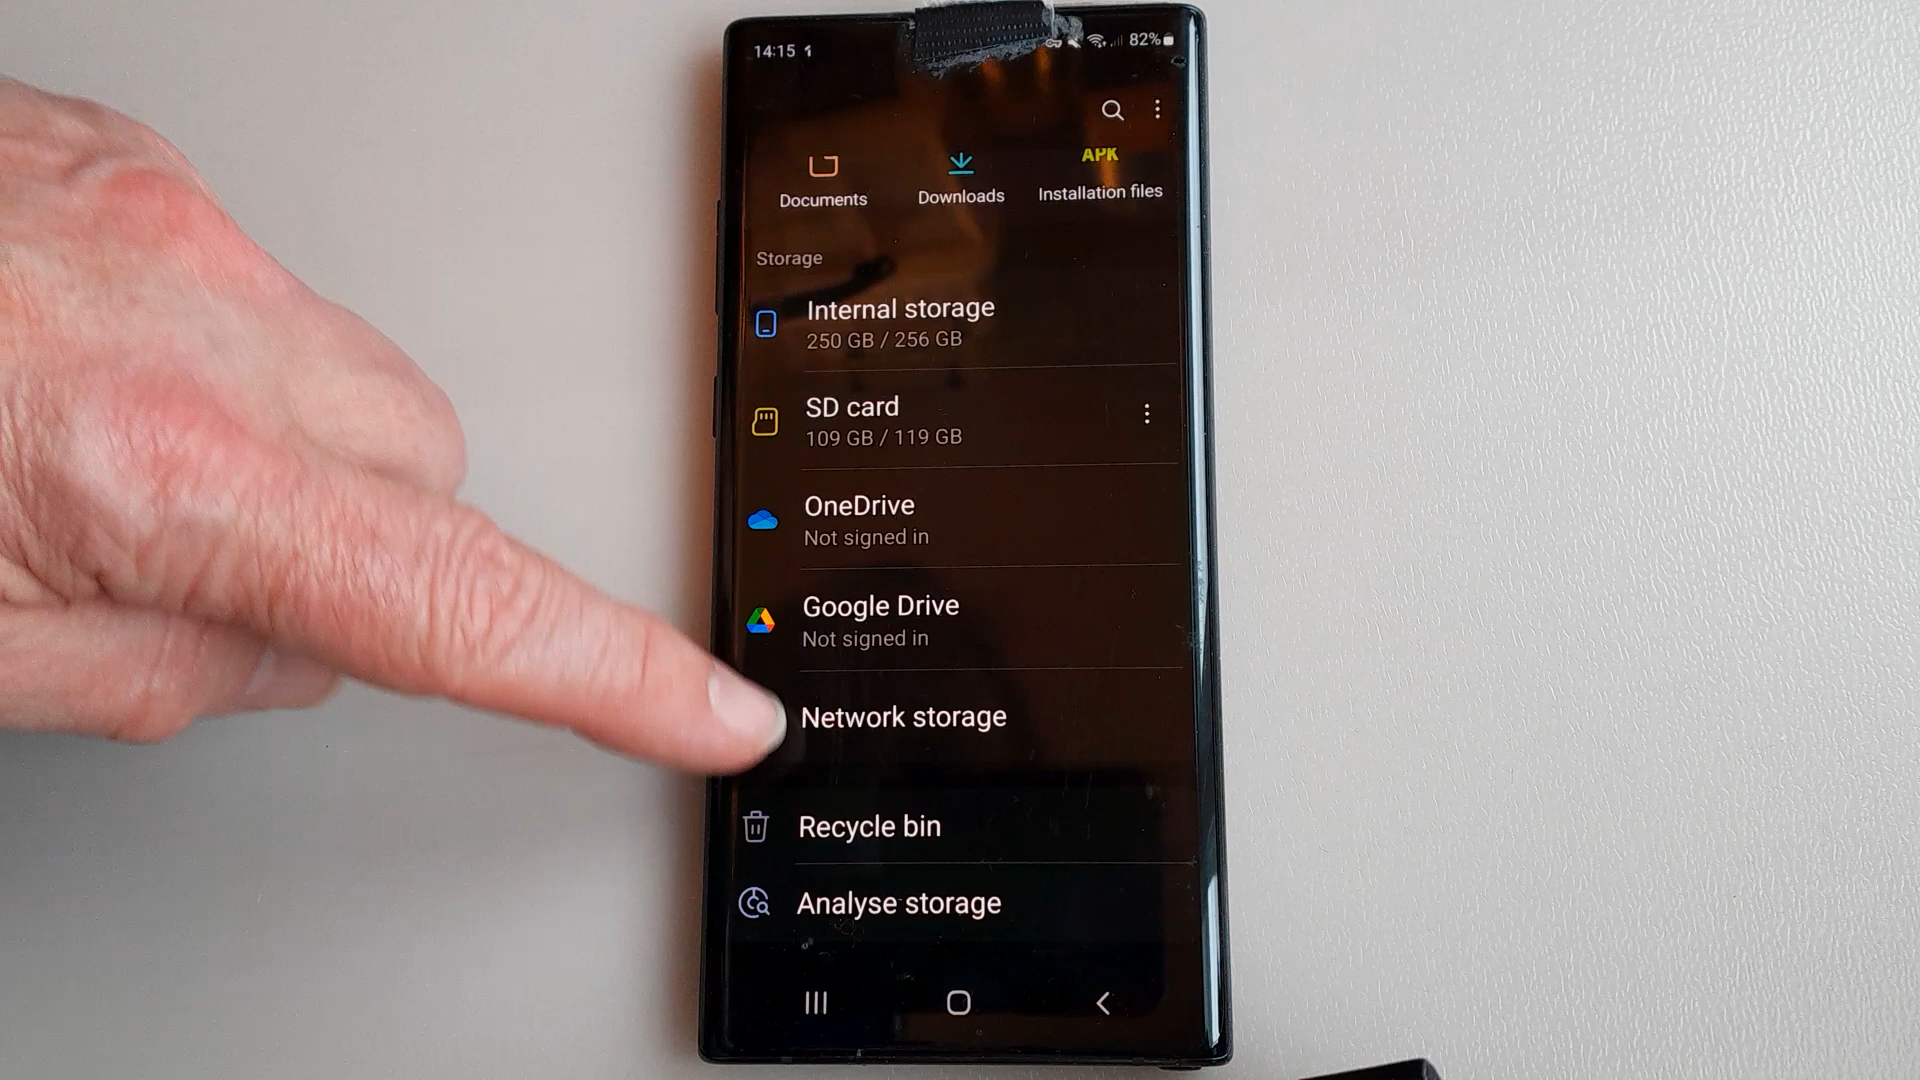 14:15
82%
APK
Documents
Downloads
Installation files
Storage
Internal storage
250 GB / 256 GB
SD card
109 GB / 119 GB
OneDrive
Not signed in
Google Drive
Not signed in
Network storage
Recycle bin
Analyse storage